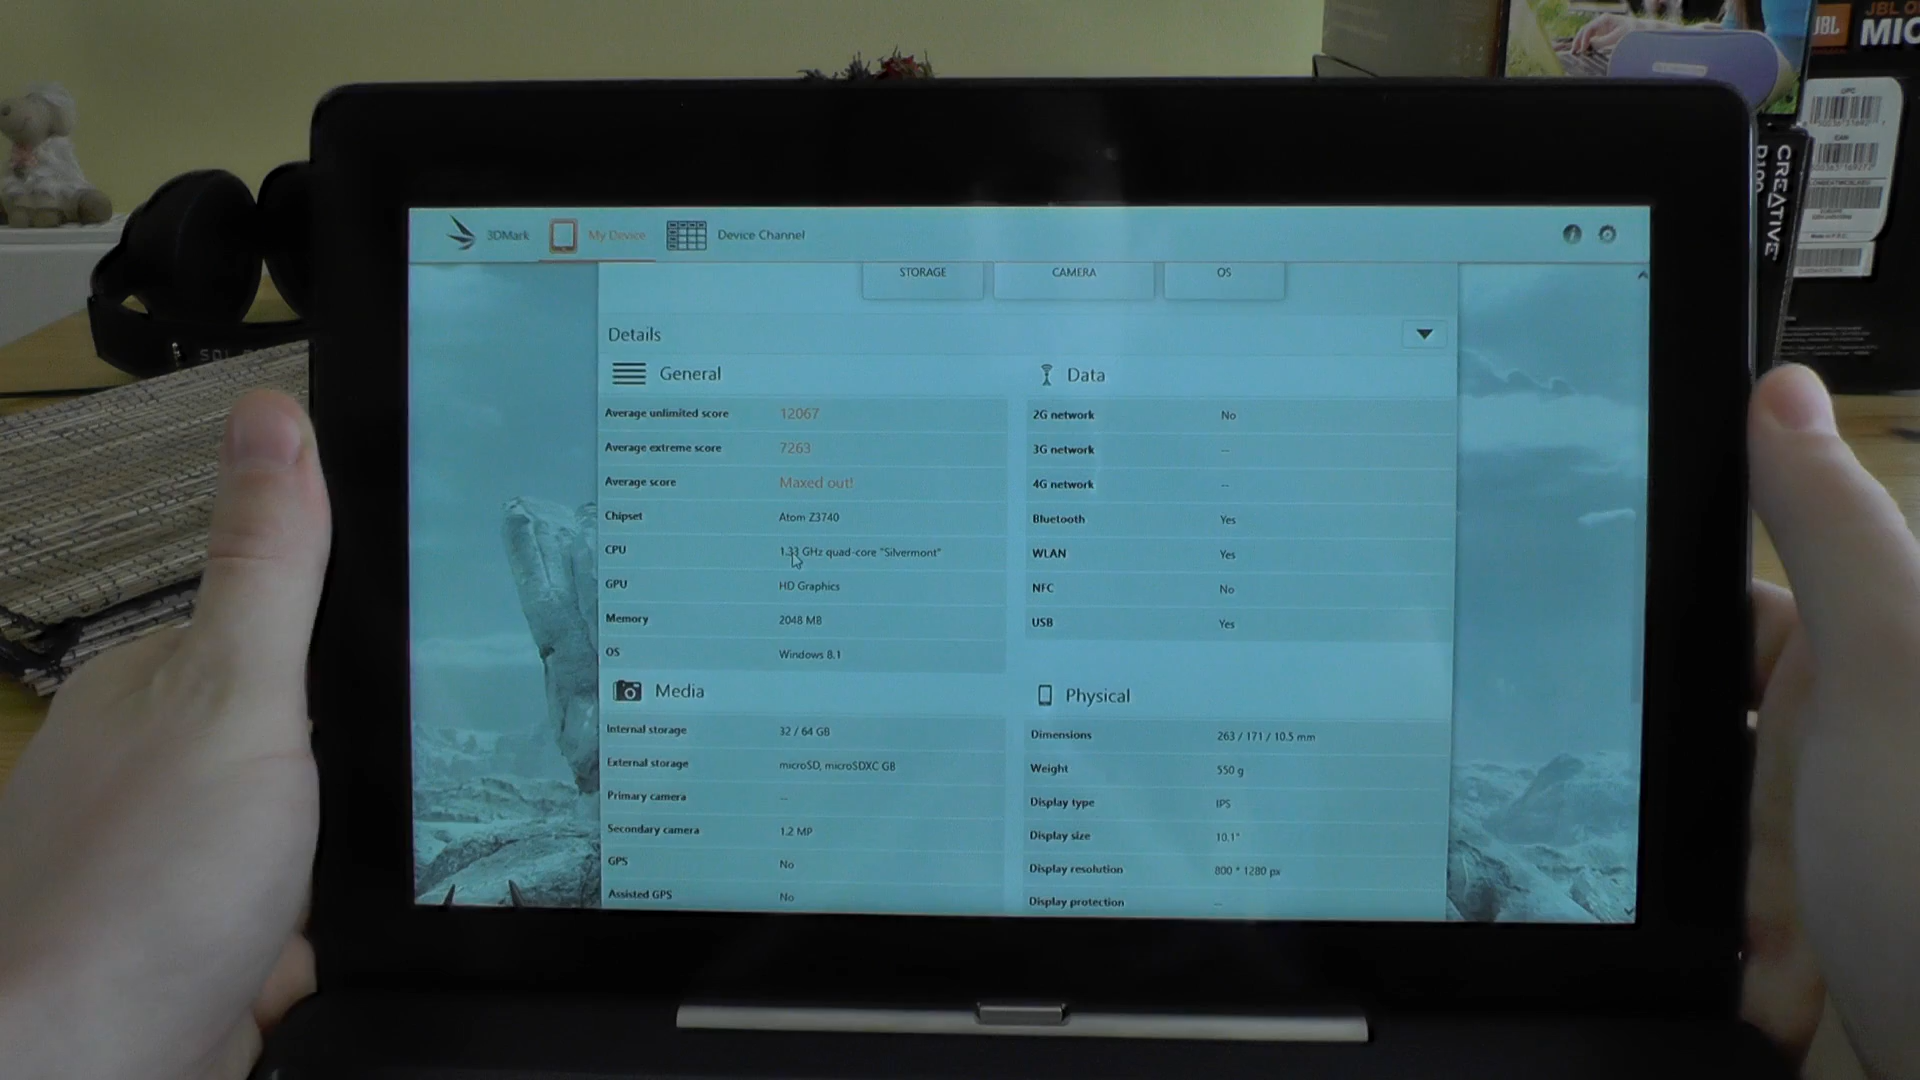 JBL
MIC
UPC
EAN
CREATIVE
3DMark My Device Device Channel
STORAGE CAMERA OS
Details
General
Average unlimited score 12067
Average extreme score 7263
Average score Maxed out!
Chipset Atom Z3740
CPU 1.33 GHz quad-core "Silvermont"
GPU HD Graphics
Memory 2048 MB
OS Windows 8.1
Data
2G network No
3G network --
4G network --
Bluetooth Yes
WLAN Yes
NFC No
USB Yes
Media
Internal storage 32 / 64 GB
External storage microSD, microSDXC GB
Primary camera --
Secondary camera 1.2 MP
GPS No
Assisted GPS No
Physical
Dimensions 263 / 171 / 10.5 mm
Weight 550 g
Display type IPS
Display size 10.1"
Display resolution 800 * 1280 px
Display protection --